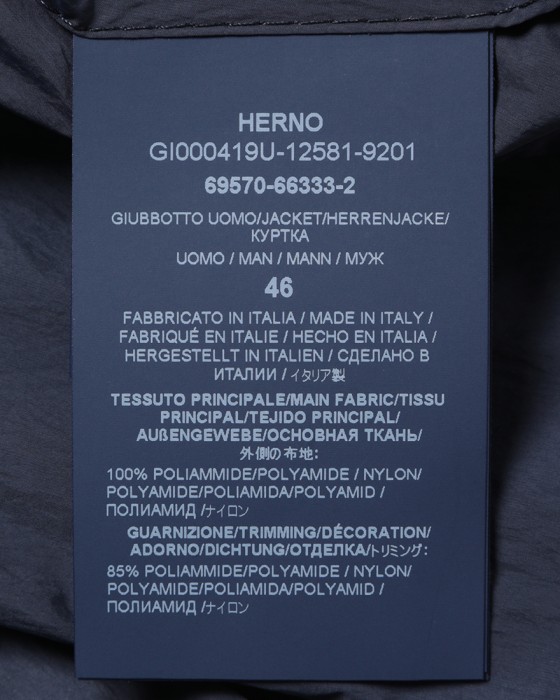 HERNO
GI000419U-12581-9201
69570-66333-2
GIUBBOTTO UOMO/JACKET/HERRENJACKE/
КУРТКА
UOMO / MAN / MANN / МУЖ
46
FABBRICATO IN ITALIA / MADE IN ITALY /
FABRIQUÉ EN ITALIE / HECHO EN ITALIA /
HERGESTELLT IN ITALIEN / СДЕЛАНО В
ИТАЛИИ / イタリア製
TESSUTO PRINCIPALE/MAIN FABRIC/TISSU
PRINCIPAL/TEJIDO PRINCIPAL/
AUßENGEWEBE/ОСНОВНАЯ ТКАНЬ/
外側の布地:
100% POLIAMMIDE/POLYAMIDE / NYLON/
POLYAMIDE/POLIAMIDA/POLYAMID /
ПОЛИАМИД /ナイロン
GUARNIZIONE/TRIMMING/DÉCORATION/
ADORNO/DICHTUNG/ОТДЕЛКА/トリミング:
85% POLIAMMIDE/POLYAMIDE / NYLON/
POLYAMIDE/POLIAMIDA/POLYAMID /
ПОЛИАМИД /ナイロン